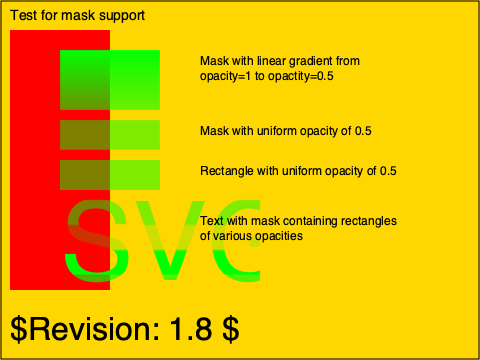 Test for mask support
Mask with linear gradient from
opacity=1 to opactity=0.5
Mask with uniform opacity of 0.5
Rectangle with uniform opacity of 0.5
SVG
Text with mask containing rectangles
of various opacities
$Revision: 1.8 $